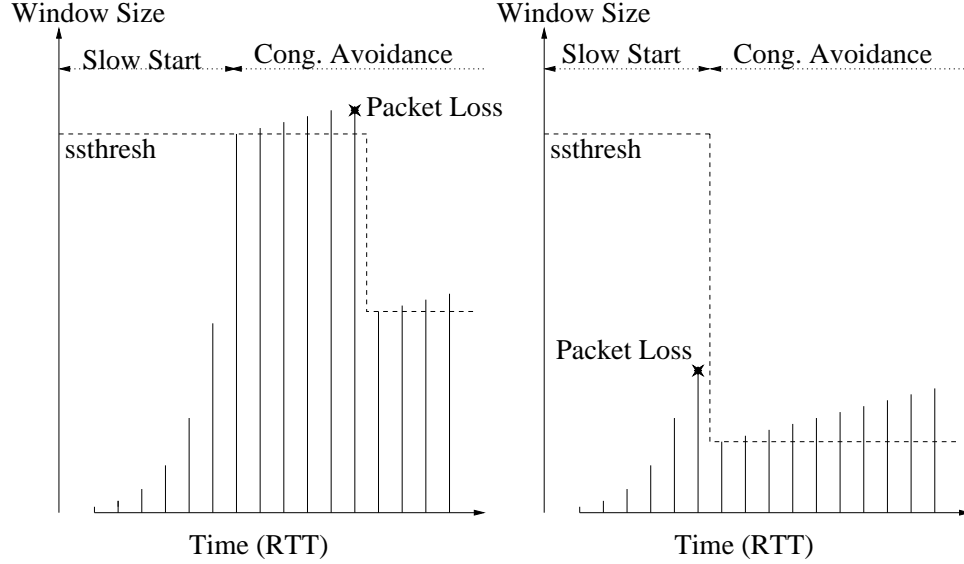 Window Size
Slow Start
Cong. Avoidance
Packet Loss
ssthresh
Time (RTT)
Window Size
Slow Start
Cong. Avoidance
ssthresh
Packet Loss
Time (RTT)